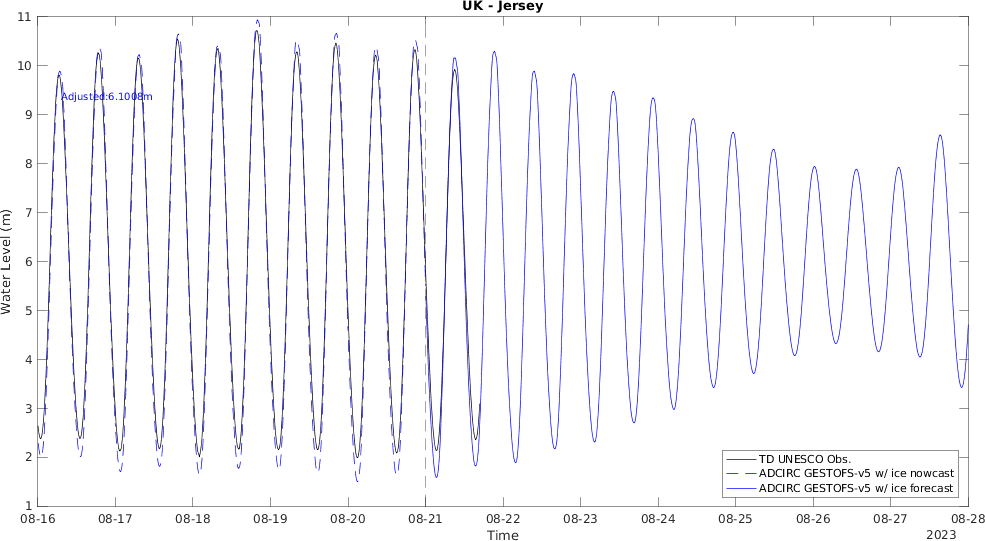 UK - Jersey
11
10
9
8
7
6
5
4
3
2
1
Water Level (m)
Adjusted:6.1008m
TD UNESCO Obs.
ADCIRC GESTOFS-v5 w/ ice nowcast
ADCIRC GESTOFS-v5 w/ ice forecast
08-16 08-17 08-18 08-19 08-20 08-21 08-22 08-23 08-24 08-25 08-26 08-27 08-28
Time
2023